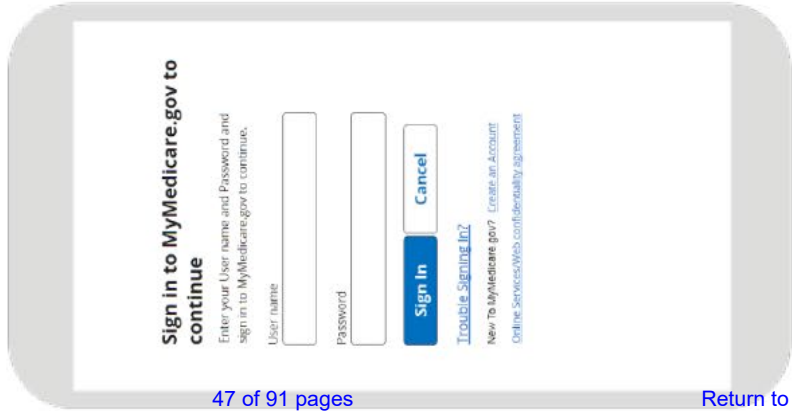 Sign in to MyMedicare.gov to
continue
Enter your User name and Password and
sign in to MyMedicare.gov to continue.
User name
Password
Sign In
Cancel
Trouble Signing In?
New To MyMedicare.gov? Create an Account
Online Services/Web confidentiality agreement
47 of 91 pages
Return to